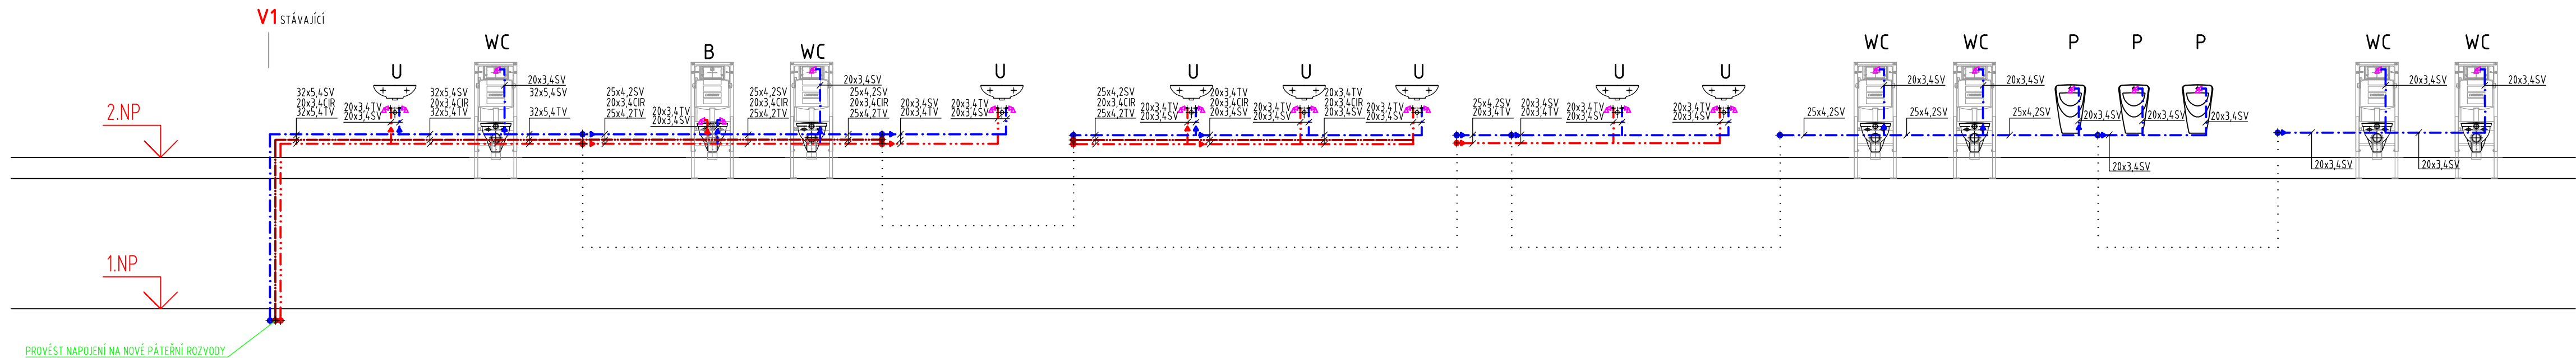 V1 STÁVAJÍCÍ
2.NP
32x5,4SV
20x3,4CIR
32x5,4TV
U
20x3,4TV
20x3,4SV
32x5,4SV
20x3,4CIR
32x5,4TV
WC
20x3,4SV
32x5,4SV
32x5,4TV
25x4,2SV
20x3,4CIR
25x4,2TV
B
20x3,4TV
20x3,4SV
25x4,2SV
20x3,4CIR
25x4,2TV
WC
20x3,4SV
25x4,2SV
20x3,4CIR
25x4,2TV
20x3,4SV
20x3,4TV
U
20x3,4TV
20x3,4SV
25x4,2SV
20x3,4CIR
25x4,2TV
U
20x3,4TV
20x3,4SV
20x3,4TV
20x3,4CIR
20x3,4SV
U
20x3,4TV
20x3,4SV
20x3,4TV
20x3,4CIR
20x3,4SV
U
20x3,4TV
20x3,4SV
25x4,2SV
20x3,4TV
20x3,4SV
20x3,4TV
U
20x3,4TV
20x3,4SV
U
20x3,4TV
20x3,4SV
25x4,2SV
WC
20x3,4SV
25x4,2SV
WC
20x3,4SV
25x4,2SV
P
20x3,4SV
20x3,4SV
P
20x3,4SV
P
20x3,4SV
20x3,4SV
WC
20x3,4SV
20x3,4SV
WC
20x3,4SV
1.NP
PROVÉST NAPOJENÍ NA NOVÉ PÁTEŘNÍ ROZVODY